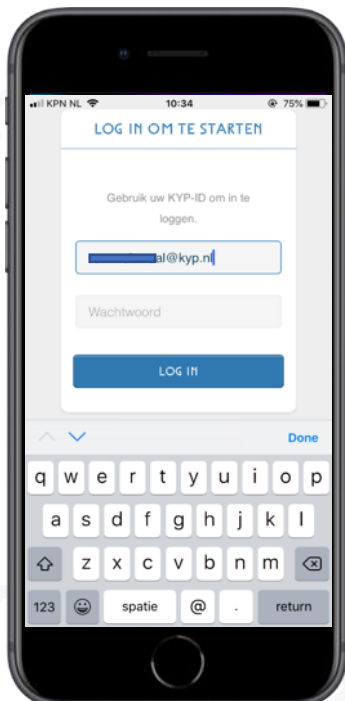 KPN NL 10:34 75%
LOG IN OM TE STARTEN
Gebruik uw KYP-ID om in te
loggen.
al@kyp.nl
Wachtwoord
LOG IN
Done
q w e r t y u i o p
a s d f g h j k l
z x c v b n m
123 spatie @ . return